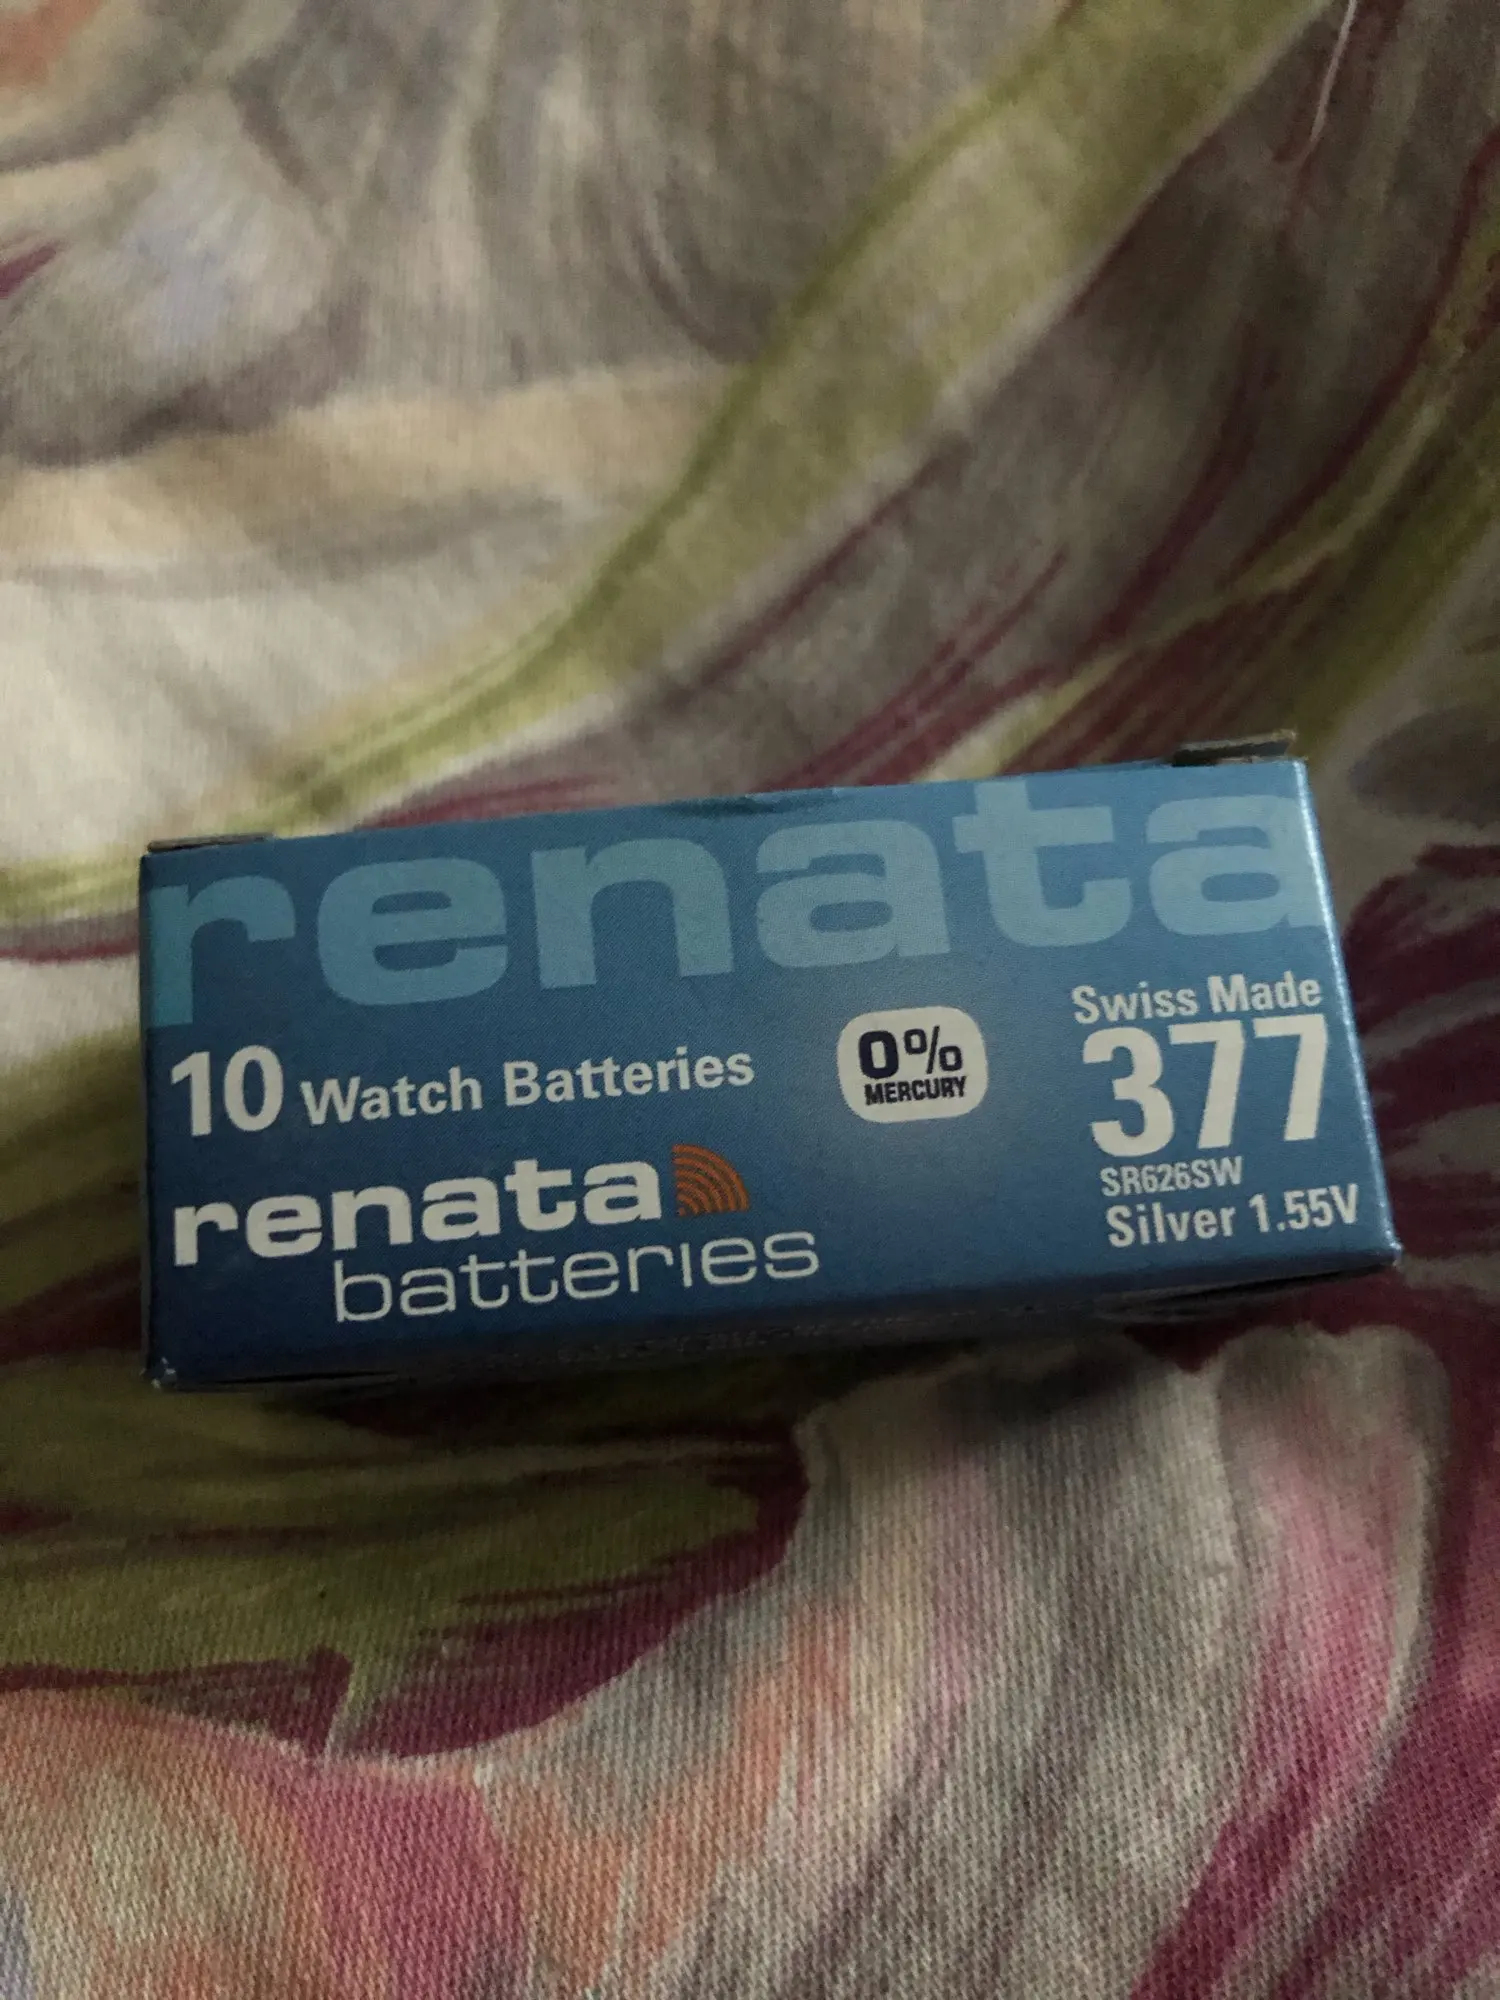 renata
10 Watch Batteries
0%
MERCURY
Swiss Made
377
SR626SW
Silver 1.55V
renata
batteries